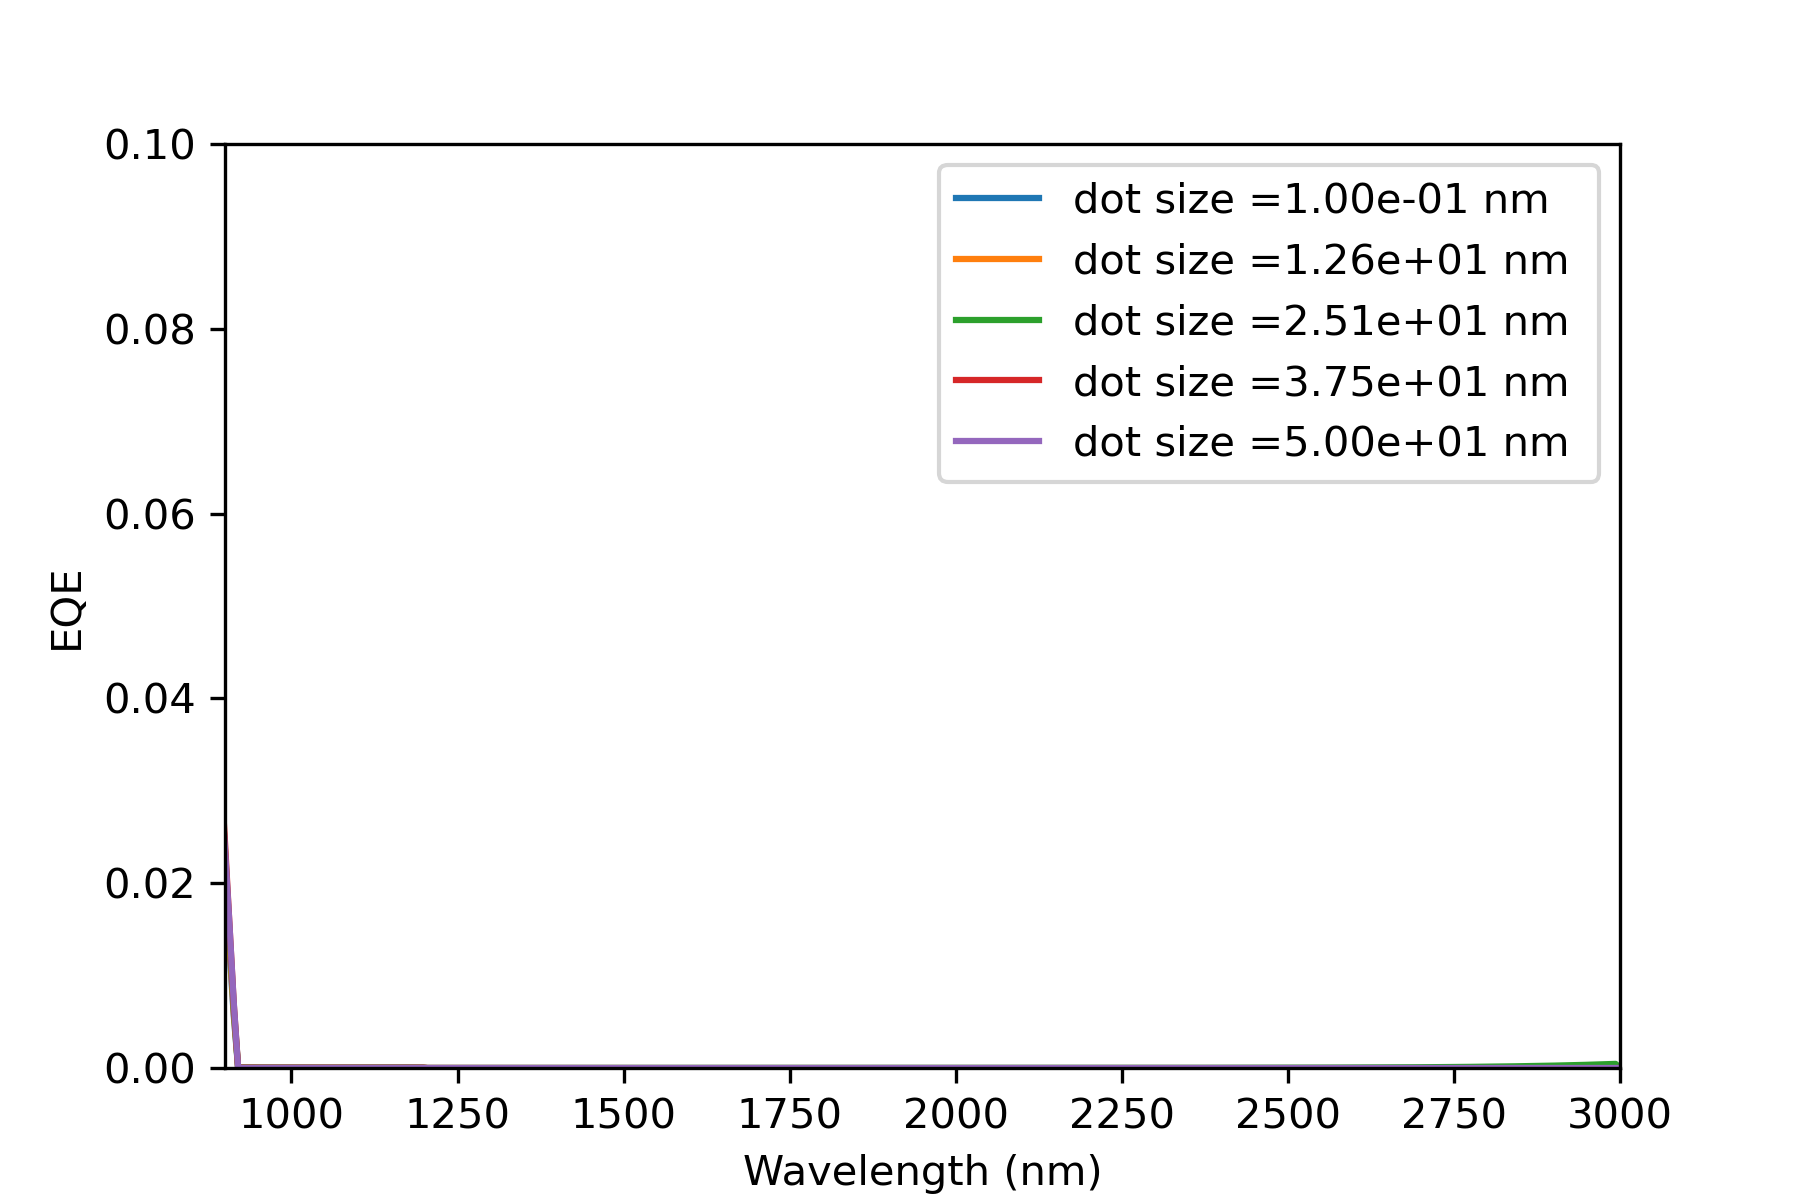 0.10
0.08
0.06
0.04
0.02
0.00
EQE
dot size =1.00e-01 nm
dot size =1.26e+01 nm
dot size =2.51e+01 nm
dot size =3.75e+01 nm
dot size =5.00e+01 nm
1000 1250 1500 1750 2000 2250 2500 2750 3000
Wavelength (nm)